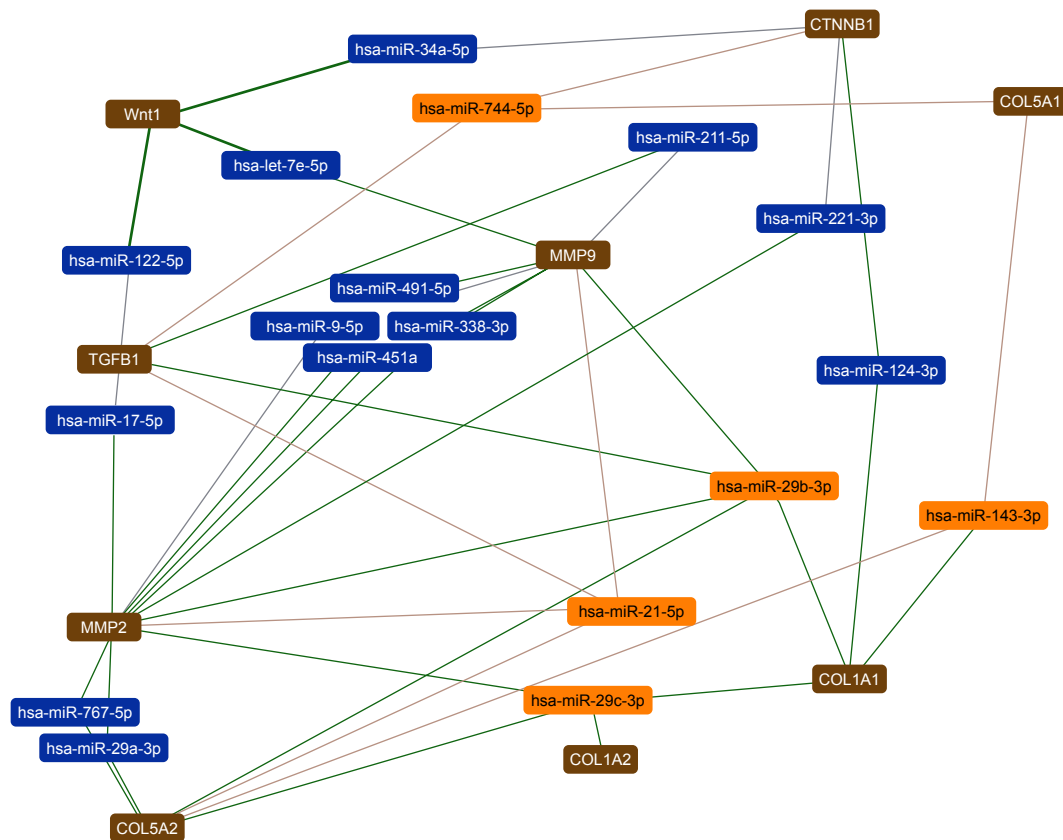 CTNNB1
hsa-miR-34a-5p
COL5A1
hsa-miR-744-5p
Wnt1
hsa-miR-211-5p
hsa-let-7e-5p
hsa-miR-221-3p
MMP9
hsa-miR-122-5p
hsa-miR-491-5p
hsa-miR-9-5p
hsa-miR-338-3p
TGFB1
hsa-miR-451a
hsa-miR-124-3p
hsa-miR-17-5p
hsa-miR-29b-3p
hsa-miR-143-3p
hsa-miR-21-5p
MMP2
COL1A1
hsa-miR-29c-3p
hsa-miR-767-5p
hsa-miR-29a-3p
COL1A2
COL5A2